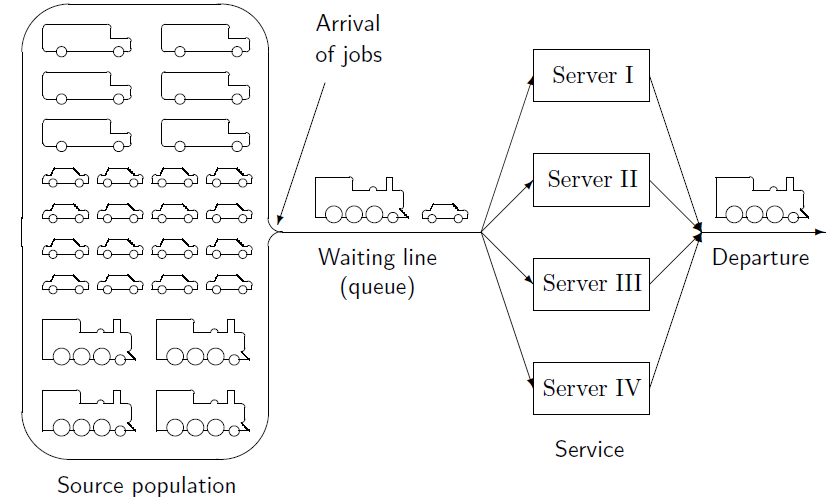 Arrival
of jobs
Server I
Server II
Waiting line
(queue)
Server III
Departure
Server IV
Service
Source population